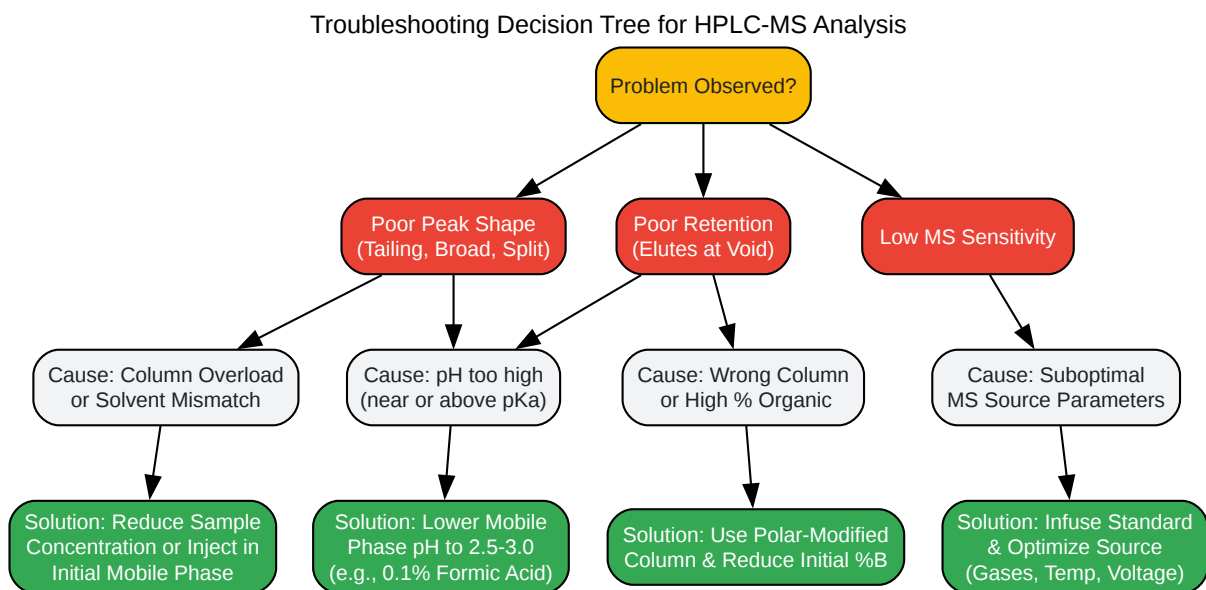 Troubleshooting Decision Tree for HPLC-MS Analysis
Problem Observed?
Poor Peak Shape
(Tailing, Broad, Split)
Poor Retention
(Elutes at Void)
Low MS Sensitivity
Cause: Column Overload
or Solvent Mismatch
Cause: pH too high
(near or above pKa)
Cause: Wrong Column
or High % Organic
Cause: Suboptimal
MS Source Parameters
Solution: Reduce Sample
Concentration or Inject in
Initial Mobile Phase
Solution: Lower Mobile
Phase pH to 2.5-3.0
(e.g., 0.1% Formic Acid)
Solution: Use Polar-Modified
Column & Reduce Initial %B
Solution: Infuse Standard
& Optimize Source
(Gases, Temp, Voltage)